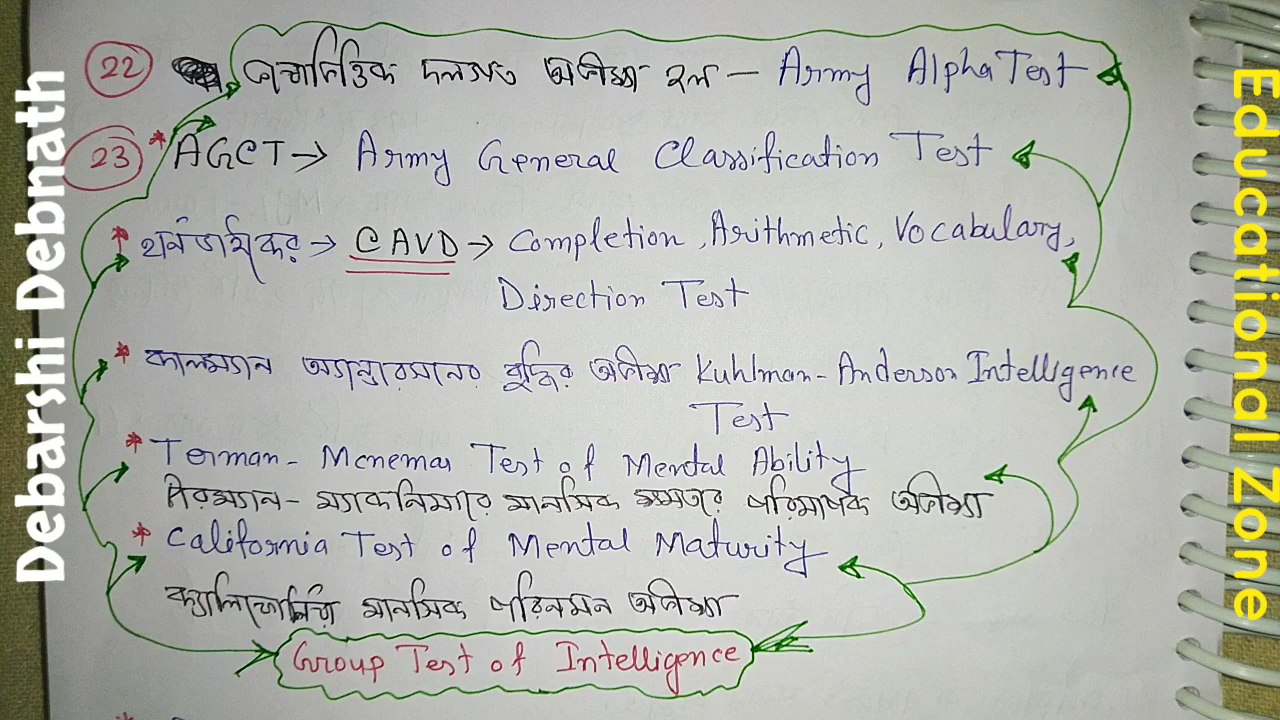 Debarshi Debnath
22 ভাষাভিত্তিক দলগত অভীক্ষা হল — Army Alpha Test
23 * AGCT → Army General Classification Test
* থর্নডাইকের → CAVD → Completion, Arithmetic, Vocabulary,
Direction Test
* কালম্যান অ্যান্ডারসনের বুদ্ধির অভীক্ষা Kuhlman-Anderson Intelligence
Test
* Terman - Mcnemar Test of Mental Ability
টারম্যান - ম্যাকনিমারে মানসিক ক্ষমতার পরিমাপক অভীক্ষা
* California Test of Mental Maturity
ক্যালিফোর্নিয়া মানসিক পরিনমন অভীক্ষা
Group Test of Intelligence
Educational Zone